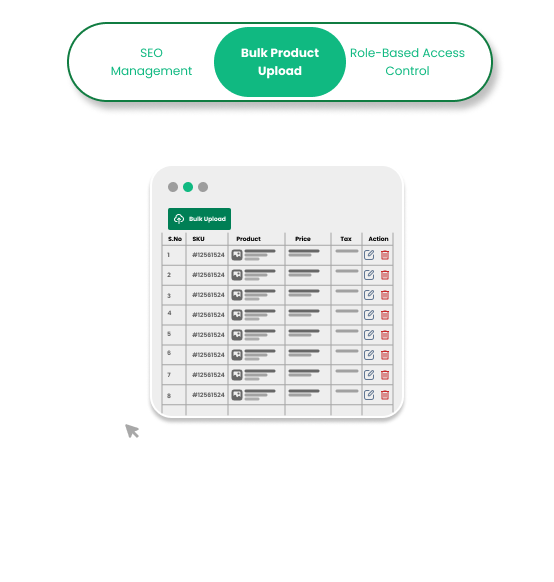 SEO
Management
Bulk Product
Upload
Role-Based Access
Control
Bulk Upload
S.No SKU Product Price Tax Action
1 #12561524
2 #12561524
3 #12561524
4 #12561524
5 #12561524
6 #12561524
7 #12561524
8 #12561524